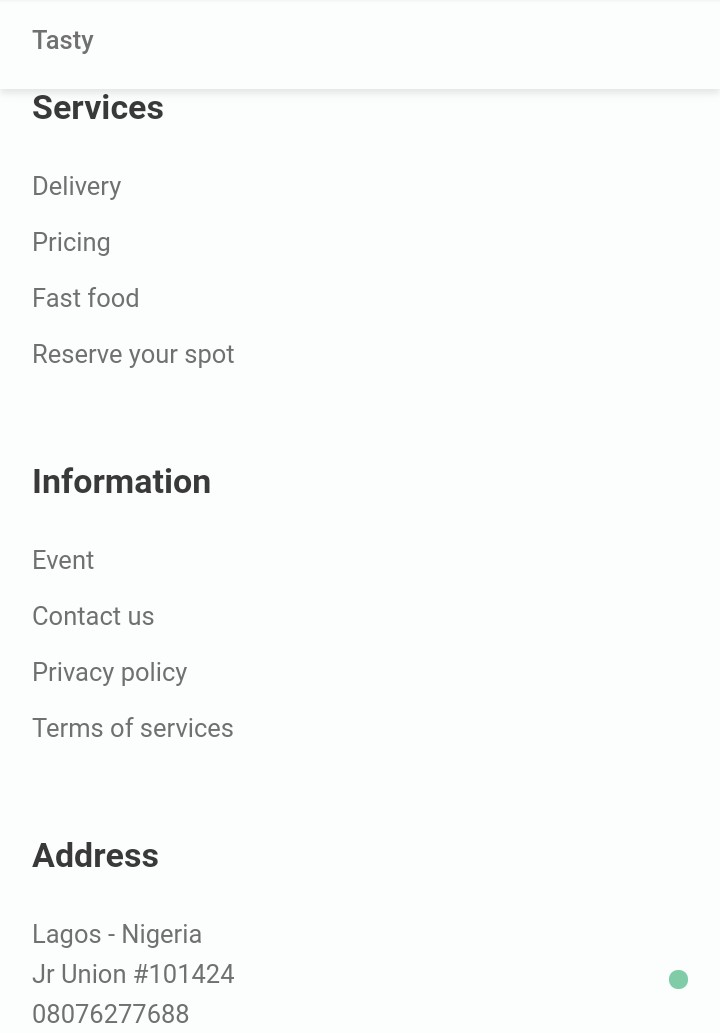 Tasty
Services
Delivery
Pricing
Fast food
Reserve your spot
Information
Event
Contact us
Privacy policy
Terms of services
Address
Lagos - Nigeria
Jr Union #101424
08076277688